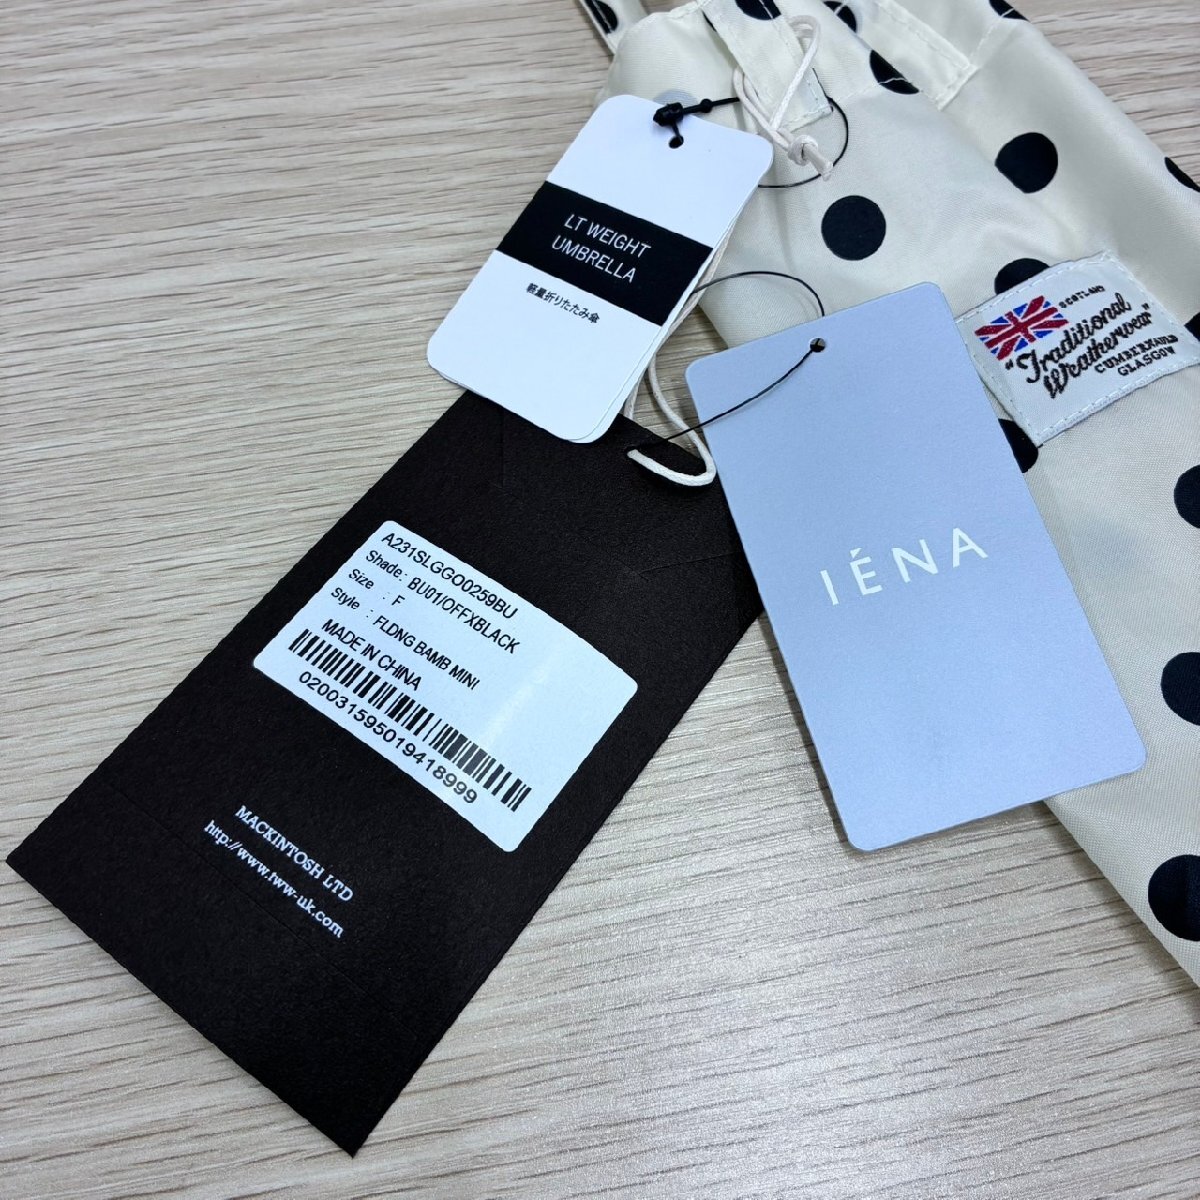 LT WEIGHT
UMBRELLA
軽量折りたたみ傘
SCOTLAND
"Traditional
Weatherwear"
CUMBERNAULD
GLASGOW
IÉNA
A231SLGGO0259BU
Shade: BU01/OFFXBLACK
Size : F
Style : FLDNG BAMB MINI
MADE IN CHINA
020031595019418999
MACKINTOSH LTD
http://www.tww-uk.com